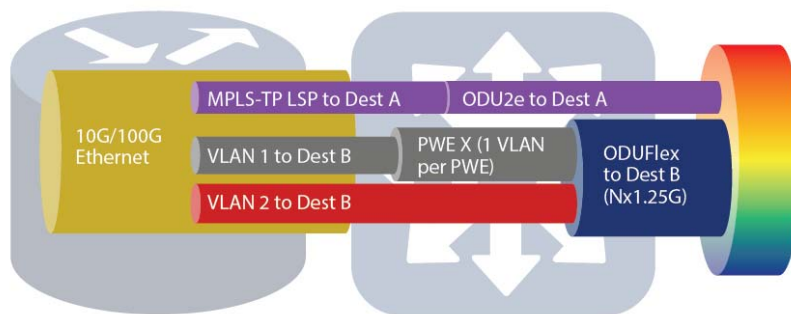 MPLS-TP LSP to Dest A
ODU2e to Dest A
10G/100G
Ethernet
VLAN 1 to Dest B
PWE X (1 VLAN
per PWE)
ODUFlex
to Dest B
(Nx1.25G)
VLAN 2 to Dest B